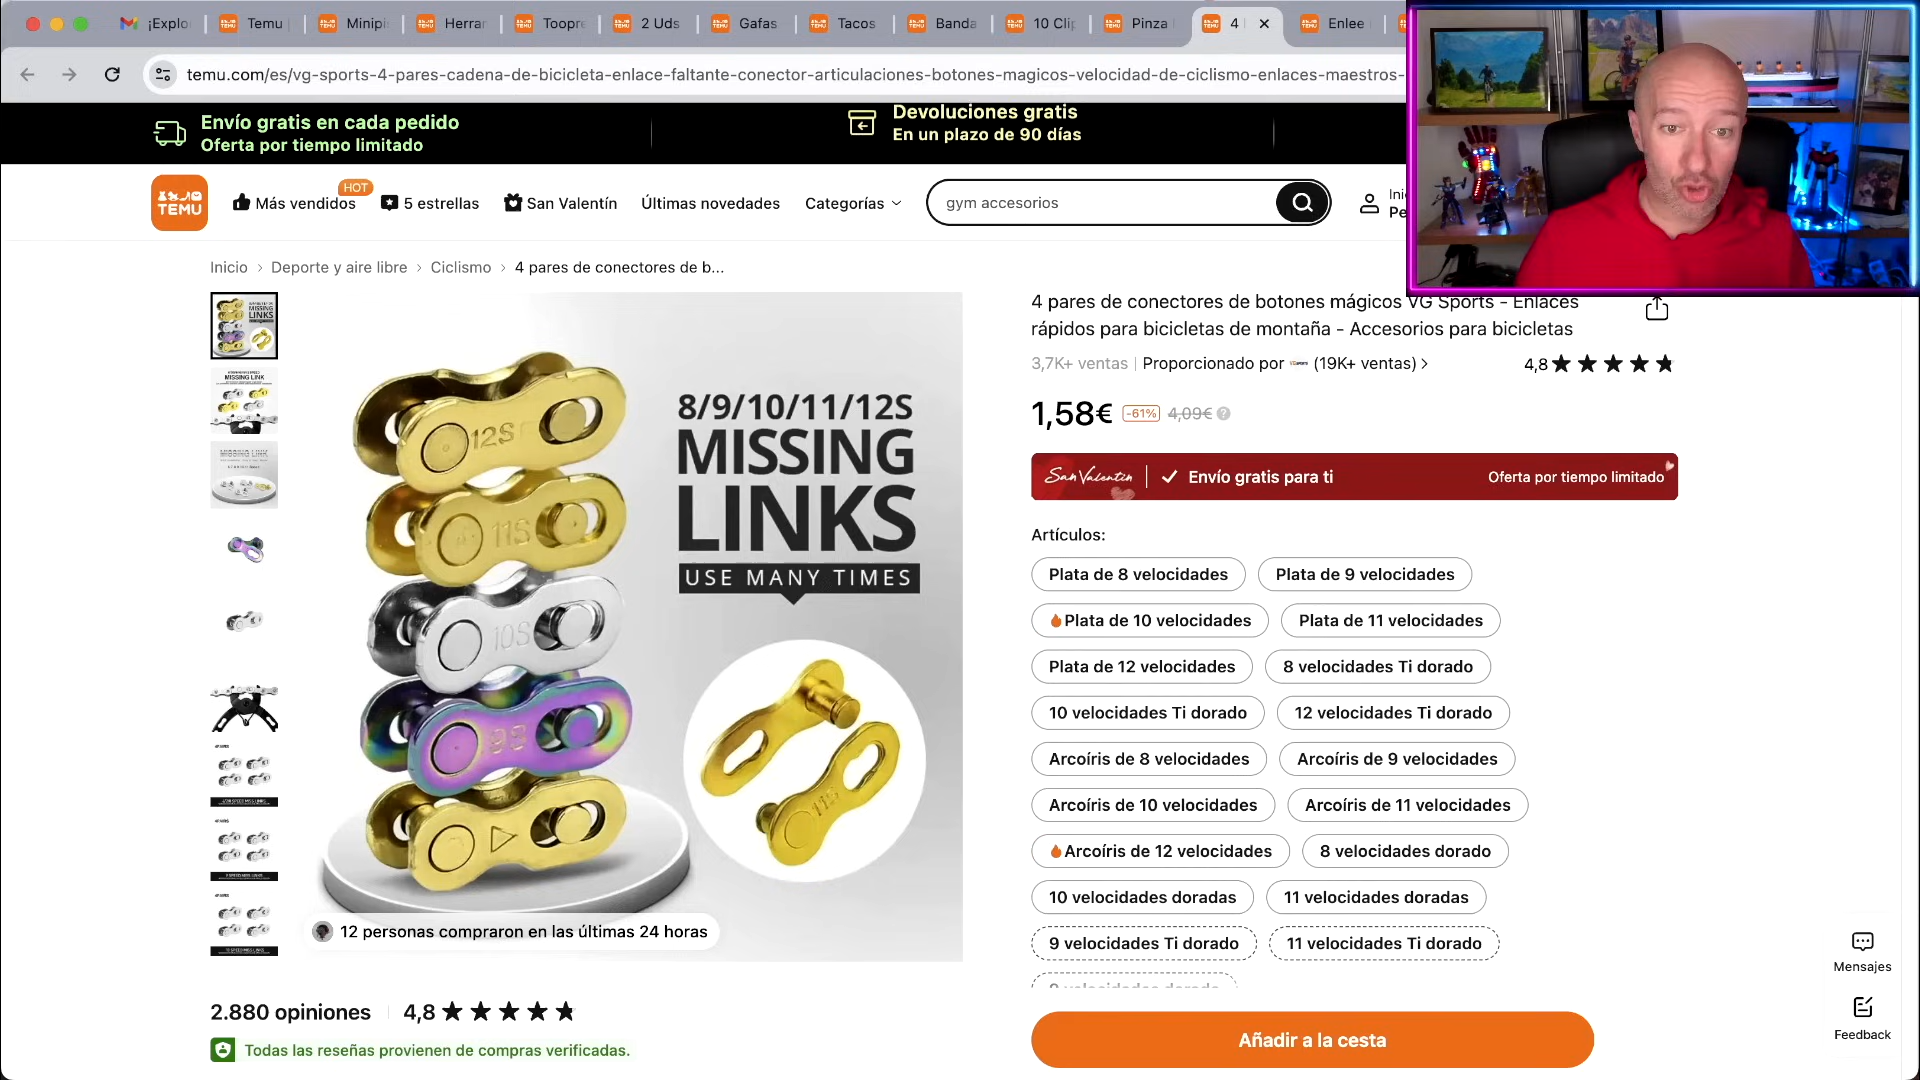 ¡Explo
Temu
Minipi
Herrar
Toopre
2 Uds
Gafas
Tacos
Banda
10 Clip
Pinza
4
Enlee
temu.com/es/vg-sports-4-pares-cadena-de-bicicleta-enlace-faltante-conector-articulaciones-botones-magicos-velocidad-de-ciclismo-enlaces-maestros-
Envío gratis en cada pedido
Oferta por tiempo limitado
Devoluciones gratis
En un plazo de 90 días
TEMU
Más vendidos
HOT
5 estrellas
San Valentín
Últimas novedades
Categorías
gym accesorios
Ini
Pe
Inicio > Deporte y aire libre > Ciclismo > 4 pares de conectores de b...
8/9/10/11/12S
MISSING
LINKS
USE MANY TIMES
12S
11S
10S
9S
11S
12 personas compraron en las últimas 24 horas
4 pares de conectores de botones mágicos VG Sports - Enlaces
rápidos para bicicletas de montaña - Accesorios para bicicletas
3,7K+ ventas | Proporcionado por (19K+ ventas) >
4,8
1,58€ -61% 4,09€
San Valentín
Envío gratis para ti
Oferta por tiempo limitado
Artículos:
Plata de 8 velocidades
Plata de 9 velocidades
Plata de 10 velocidades
Plata de 11 velocidades
Plata de 12 velocidades
8 velocidades Ti dorado
10 velocidades Ti dorado
12 velocidades Ti dorado
Arcoíris de 8 velocidades
Arcoíris de 9 velocidades
Arcoíris de 10 velocidades
Arcoíris de 11 velocidades
Arcoíris de 12 velocidades
8 velocidades dorado
10 velocidades doradas
11 velocidades doradas
9 velocidades Ti dorado
11 velocidades Ti dorado
Añadir a la cesta
2.880 opiniones
4,8
Todas las reseñas provienen de compras verificadas.
Mensajes
Feedback